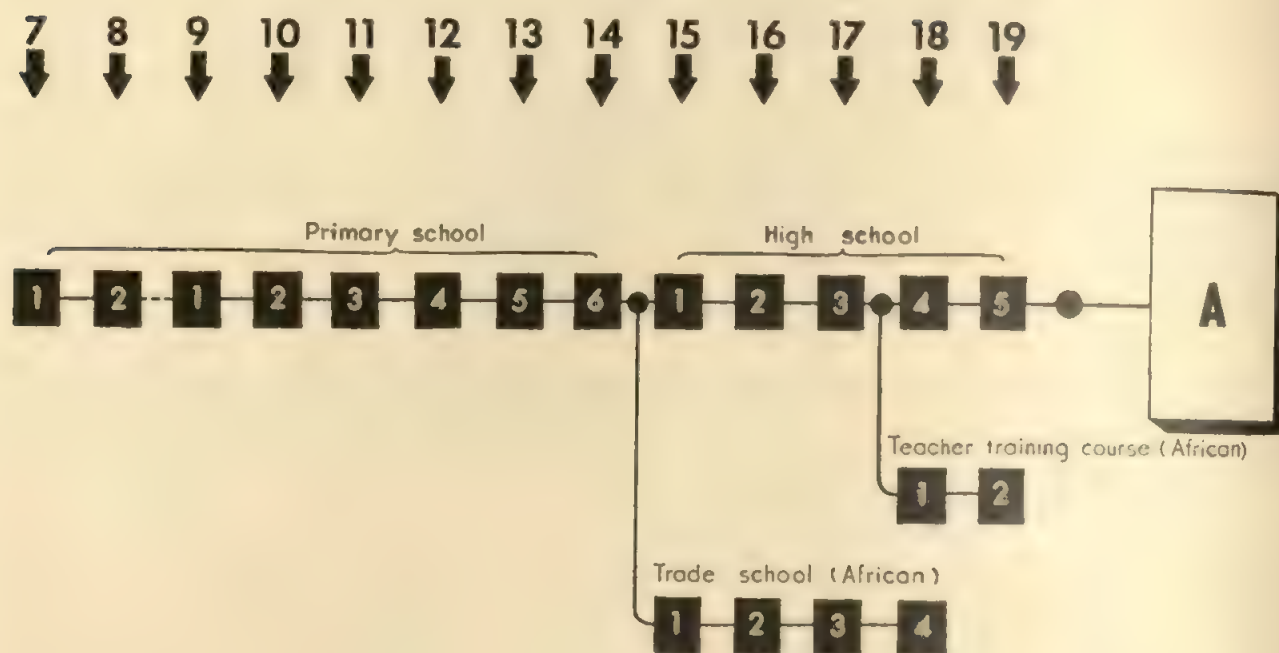 7 8 9 10 11 12 13 14 15 16 17 18 19
Primary school High school
1 2 1 2 3 4 5 6 1 2 3 4 5 A
Teacher training course (African)
1 2
Trade school (African)
1 2 3 4